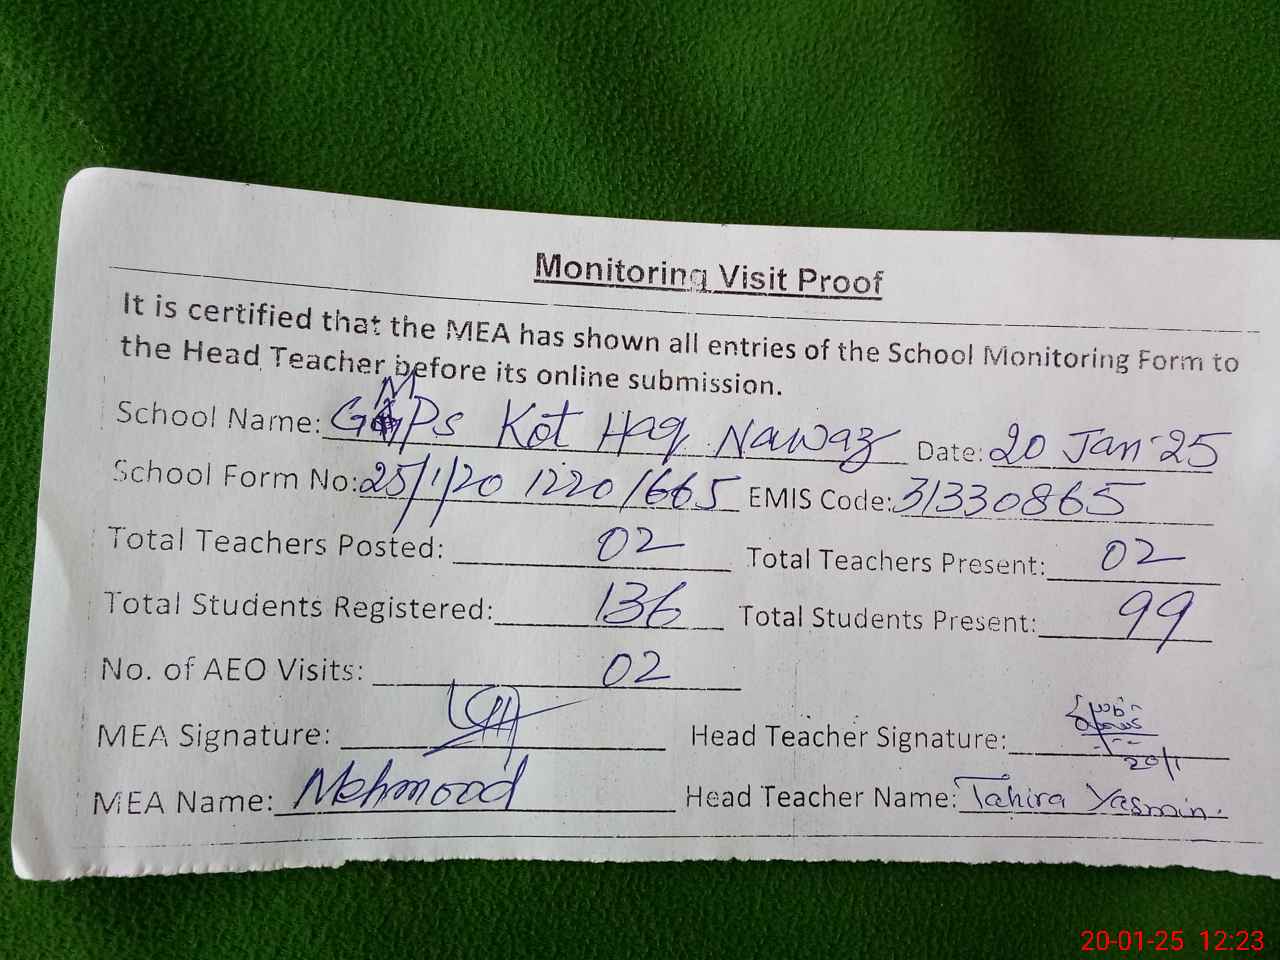 Monitoring Visit Proof
It is certified that the MEA has shown all entries of the School Monitoring Form to
the Head Teacher before its online submission.
School Name: GMPS Kot Haq Nawaz Date: 20 Jan-25
School Form No: 25/1/20 1220/665 EMIS Code: 31330865
Total Teachers Posted: 02 Total Teachers Present: 02
Total Students Registered: 136 Total Students Present: 99
No. of AEO Visits: 02
MEA Signature: Head Teacher Signature: 20/1
MEA Name: Mehmood Head Teacher Name: Tahira Yasmin.
20-01-25 12:23